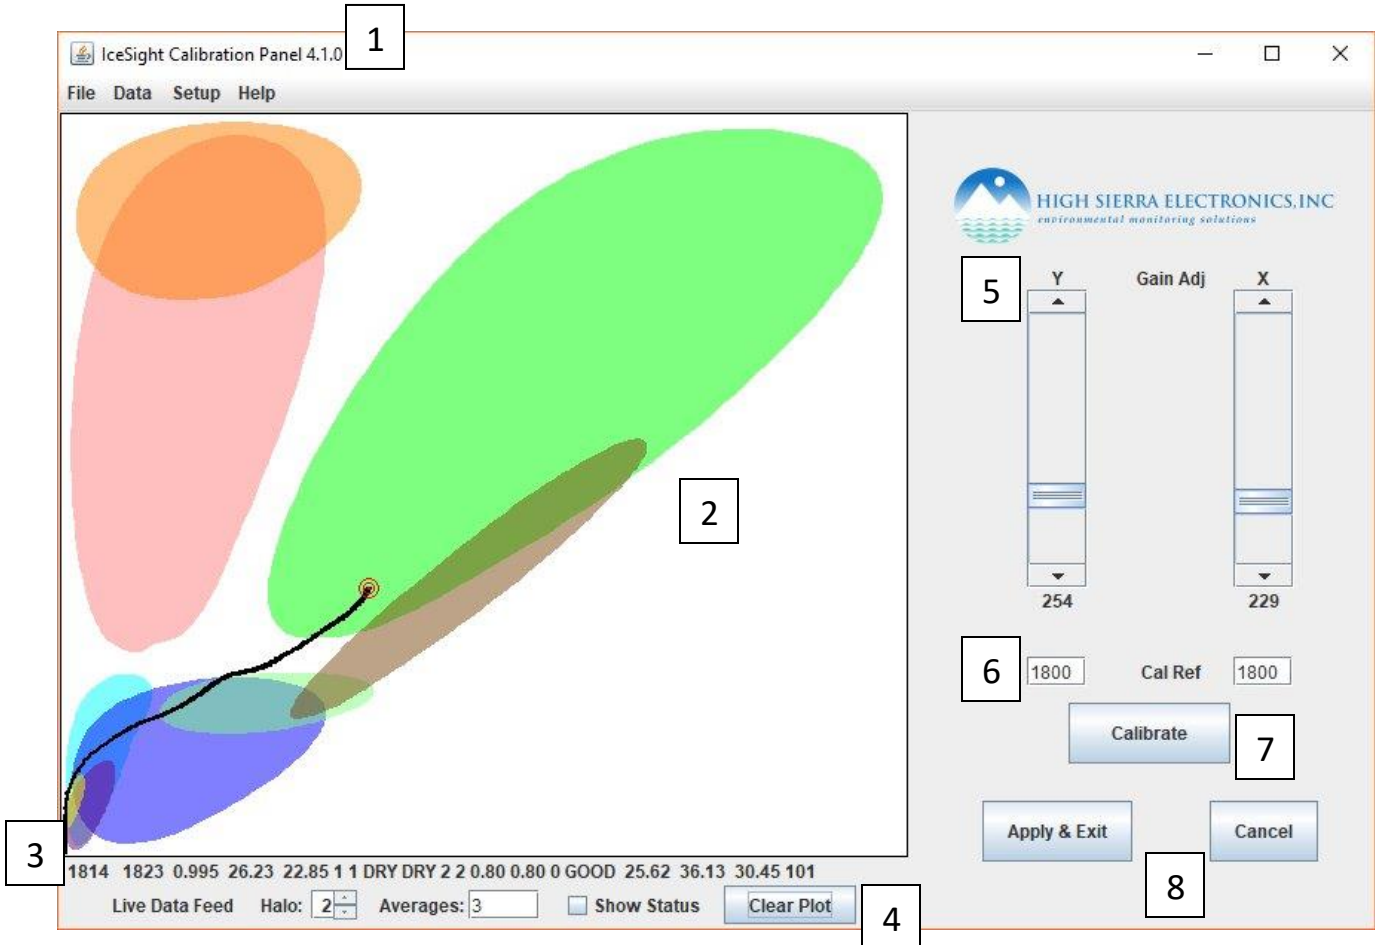 1
IceSight Calibration Panel 4.1.0
File Data Setup Help
HIGH SIERRA ELECTRONICS, INC
environmental monitoring solutions
5
Y Gain Adj X
2
254 229
6
1800 Cal Ref 1800
Calibrate
7
3
Apply & Exit Cancel
1814 1823 0.995 26.23 22.85 1 1 DRY DRY 2 2 0.80 0.80 0 GOOD 25.62 36.13 30.45 101
8
Live Data Feed Halo: 2 Averages: 3 Show Status Clear Plot
4